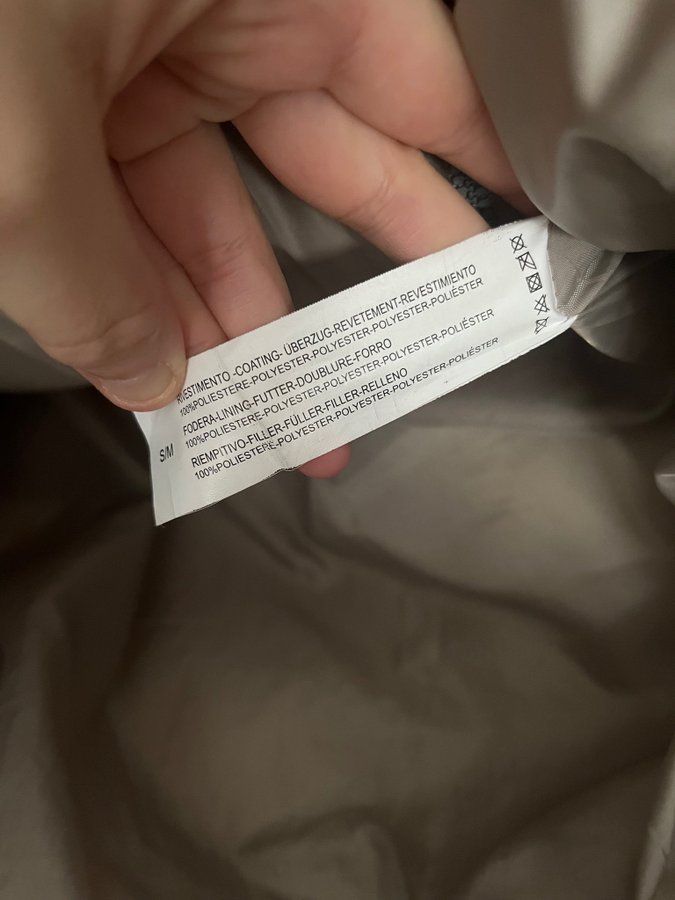 RIVESTIMENTO -COATING- ÜBERZUG-REVETEMENT-REVESTIMIENTO
100%POLIESTERE-POLYESTER-POLYESTER-POLYESTER-POLIÉSTER
FODERA-LINING-FUTTER-DOUBLURE-FORRO
100%POLIESTERE-POLYESTER-POLYESTER-POLYESTER-POLIÉSTER
RIEMPITIVO-FILLER-FÜLLER-FILLER-RELLENO
100%POLIESTERE-POLYESTER-POLYESTER-POLYESTER-POLIÉSTER
S/M